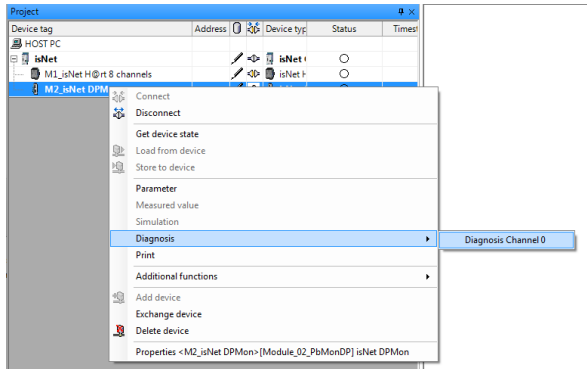 Project
Device tag Address Device typ Status Timest
HOST PC
isNet isNet (
M1_isNet H@rt 8 channels isNet H
M2_isNet DPM
Connect
Disconnect
Get device state
Load from device
Store to device
Parameter
Measured value
Simulation
Diagnosis Diagnosis Channel 0
Print
Additional functions
Add device
Exchange device
Delete device
Properties <M2_isNet DPMon>[Module_02_PbMonDP] isNet DPMon